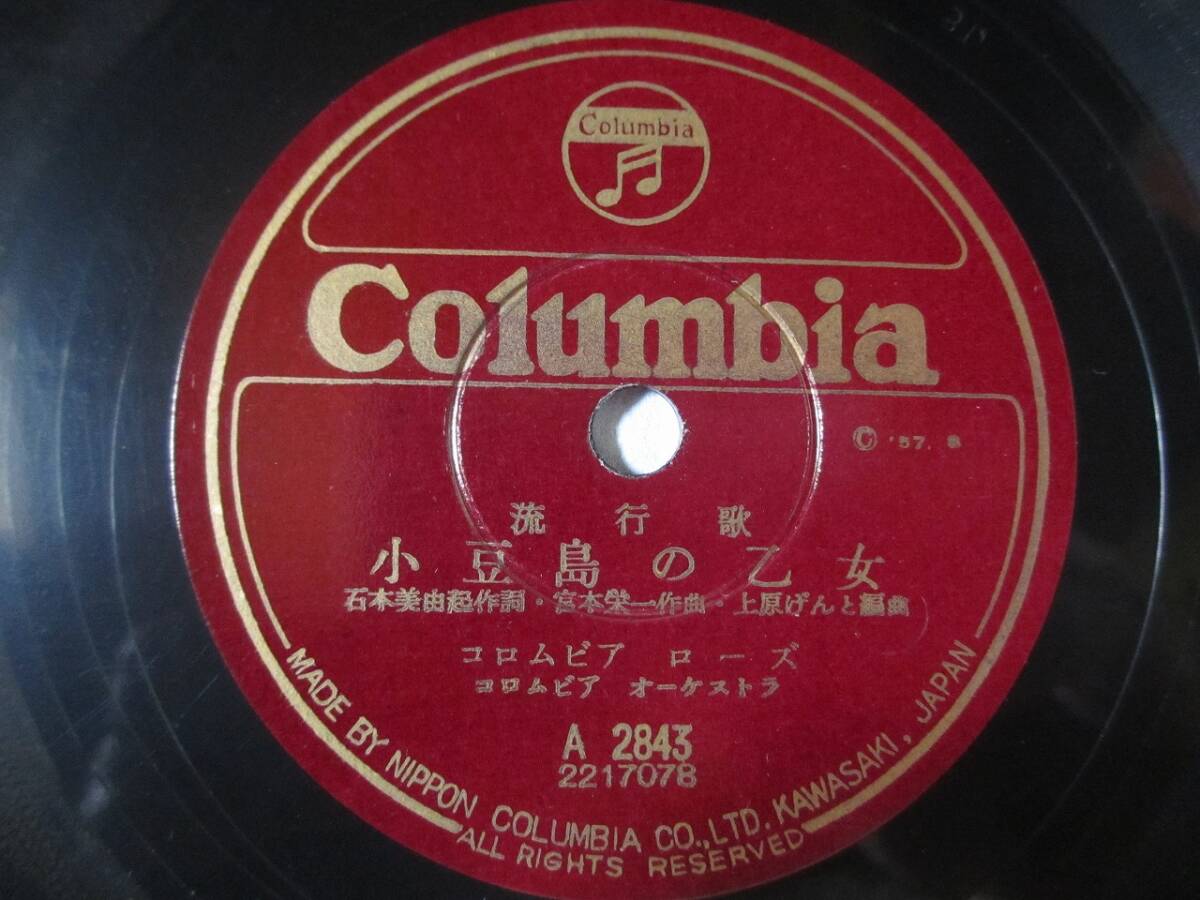 Columbia
Columbia
Ⓒ '57. 8
流行歌
小豆島の乙女
石本美由起作詞・宮本栄一作曲・上原げんと編曲
コロムビア ローズ
コロムビア オーケストラ
A 2843
2217078
MADE BY NIPPON COLUMBIA CO., LTD. KAWASAKI, JAPAN
ALL RIGHTS RESERVED